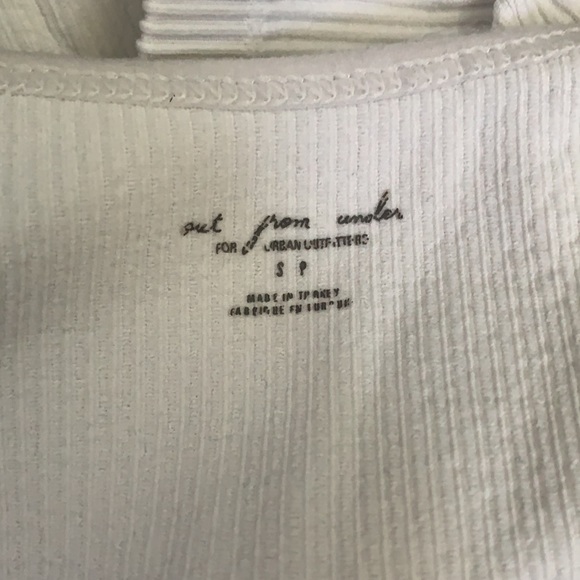 out from under
FOR URBAN OUTFITTERS
S P
MADE IN TURKEY
FABRIQUE EN TURQUIE